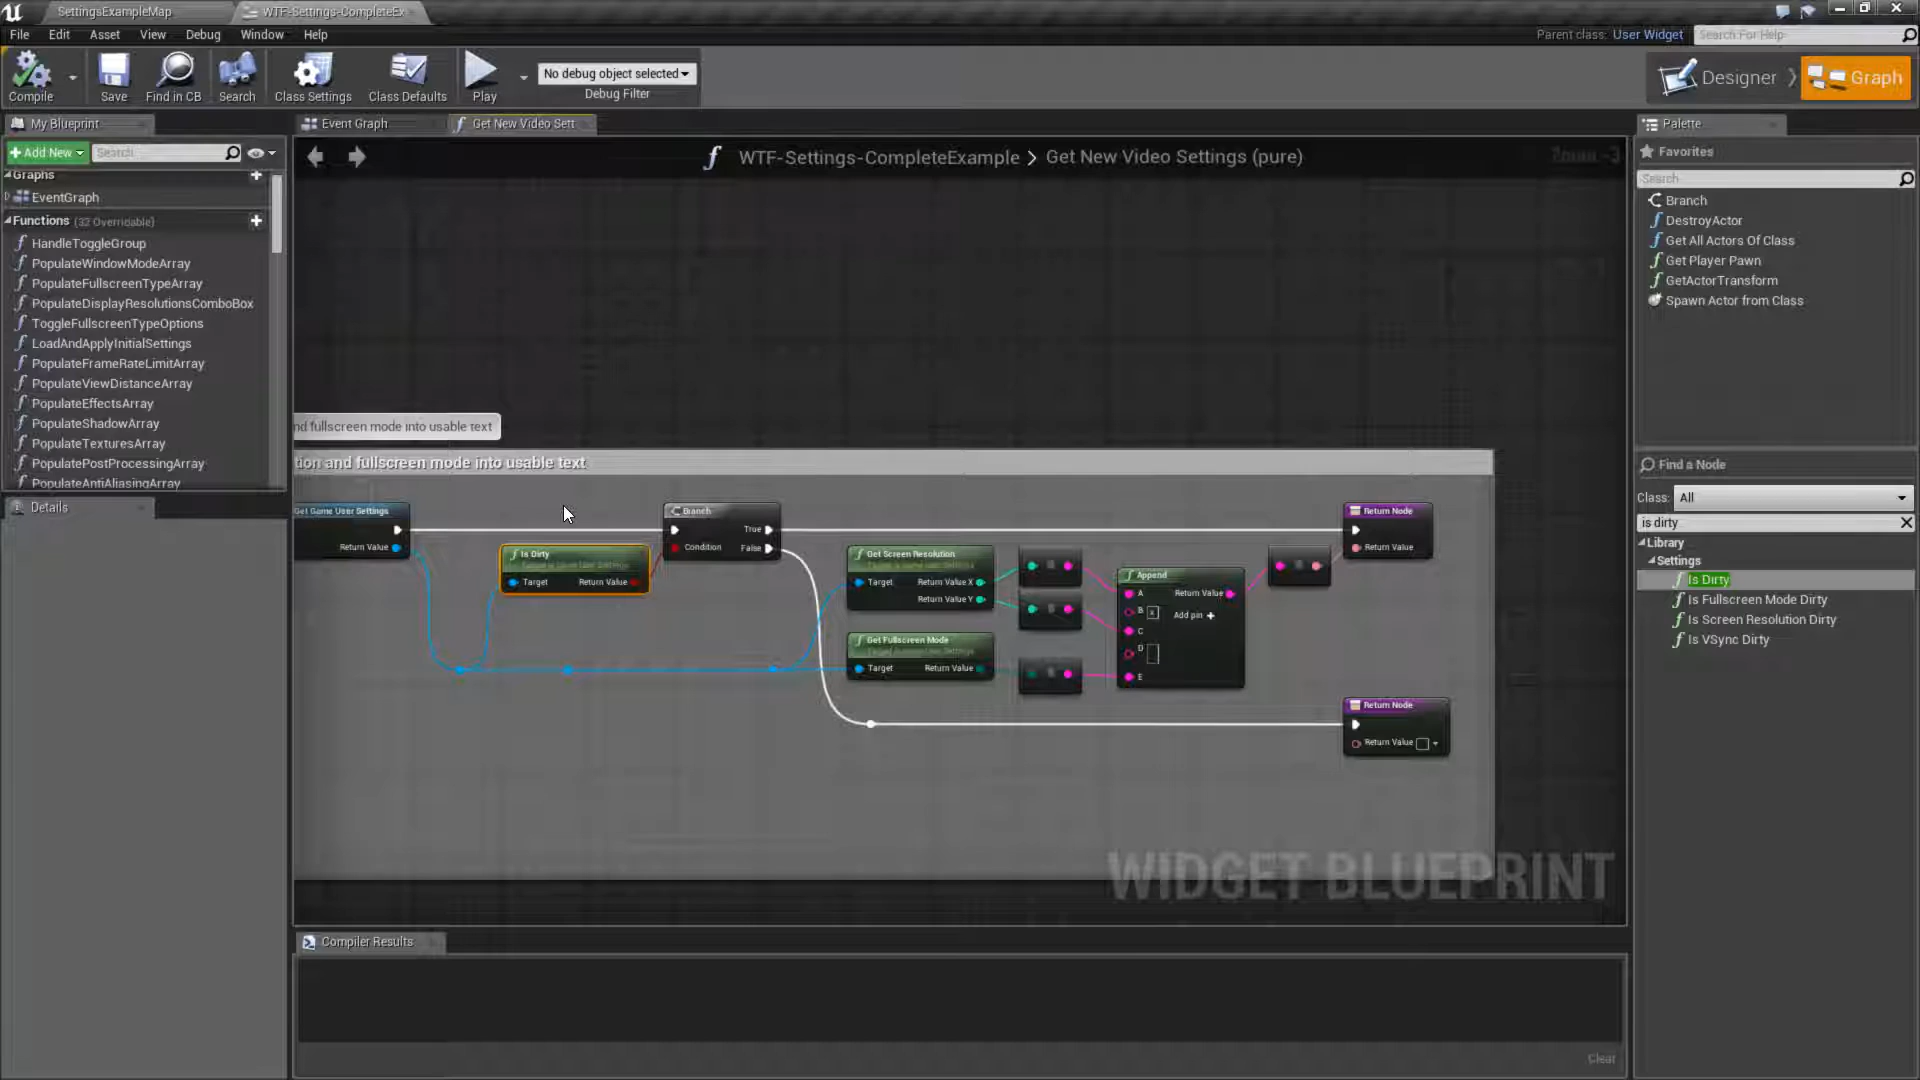 SettingsExampleMap
WTF-Settings-CompleteEx
File Edit Asset View Debug Window Help
Parent class: User Widget
Search For Help
Compile
Save
Find in CB
Search
Class Settings
Class Defaults
Play
No debug object selected
Debug Filter
Designer
Graph
My Blueprint
Event Graph
Get New Video Sett
Palette
Add New
Search
WTF-Settings-CompleteExample > Get New Video Settings (pure)
Favorites
Search
Graphs
EventGraph
Functions (32 Overridable)
HandleToggleGroup
PopulateWindowModeArray
PopulateFullscreenTypeArray
PopulateDisplayResolutionsComboBox
ToggleFullscreenTypeOptions
LoadAndApplyInitialSettings
PopulateFrameRateLimitArray
PopulateViewDistanceArray
PopulateEffectsArray
PopulateShadowArray
PopulateTexturesArray
PopulatePostProcessingArray
PopulateAntiAliasingArray
Branch
DestroyActor
Get All Actors Of Class
Get Player Pawn
GetActorTransform
Spawn Actor from Class
nd fullscreen mode into usable text
tion and fullscreen mode into usable text
Get Game User Settings
Return Value
Is Dirty
Target
Return Value
Branch
True
Condition
False
Get Screen Resolution
Target
Return Value X
Return Value Y
Get Fullscreen Mode
Target
Return Value
Append
A
Return Value
B
x
Add pin +
C
D
E
Return Node
Return Value
Return Node
Return Value
WIDGET BLUEPRINT
Details
Compiler Results
Clear
Find a Node
Class: All
is dirty
Library
Settings
Is Dirty
Is Fullscreen Mode Dirty
Is Screen Resolution Dirty
Is VSync Dirty